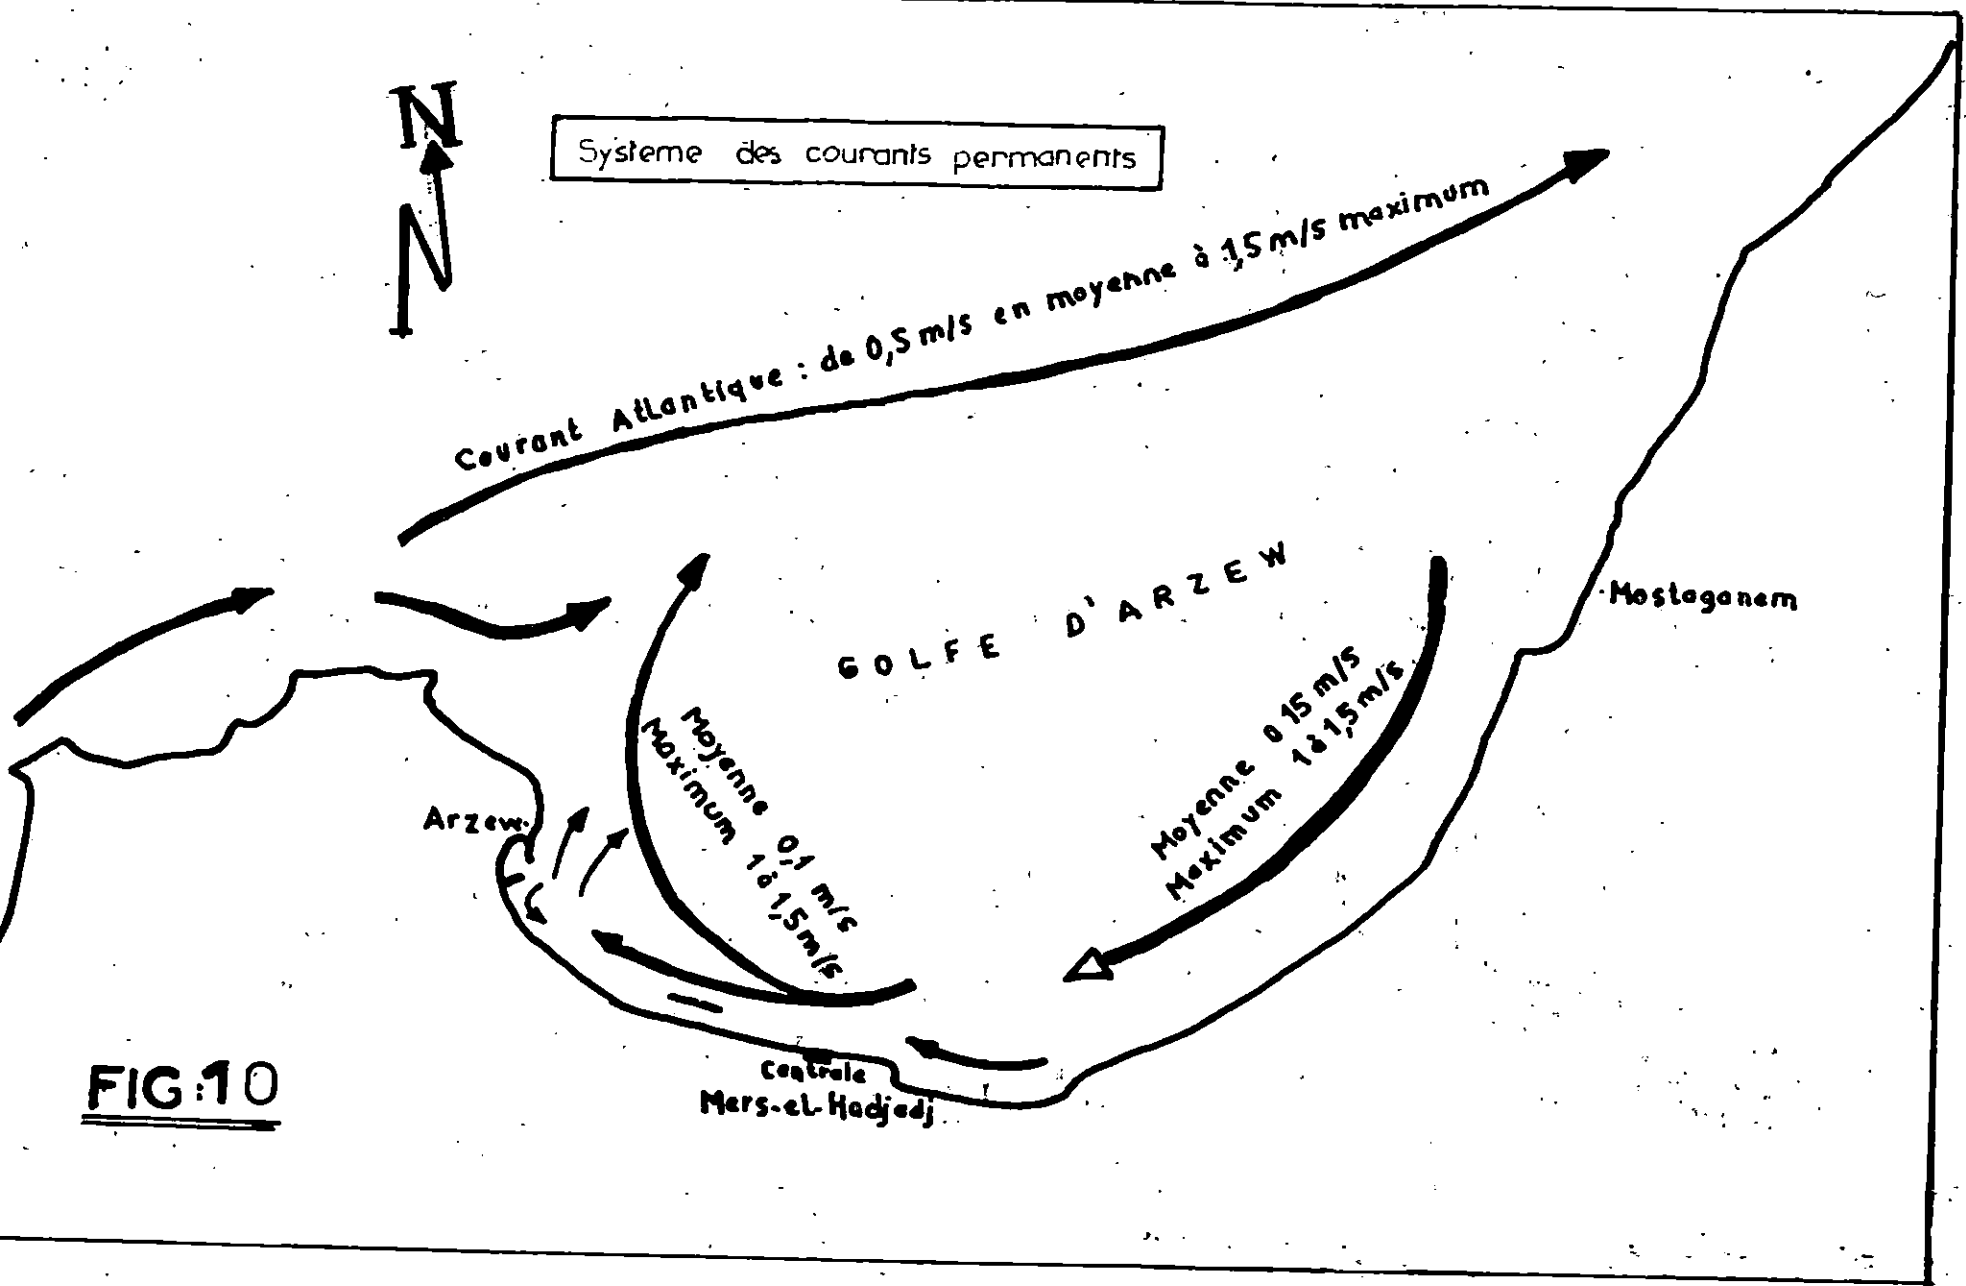 N
N
Systeme des courants permanents
Courant Atlantique : de 0,5 m/s en moyenne à 1,5 m/s maximum
GOLFE D'ARZEW
Mostaganem
Moyenne 0,1 m/s
Maximum 1 à 1,5 m/s
Moyenne 0 15 m/s
Maximum 1 à 1,5 m/s
Arzew
Centrale
Mers-el-Hadjadj
FIG:10